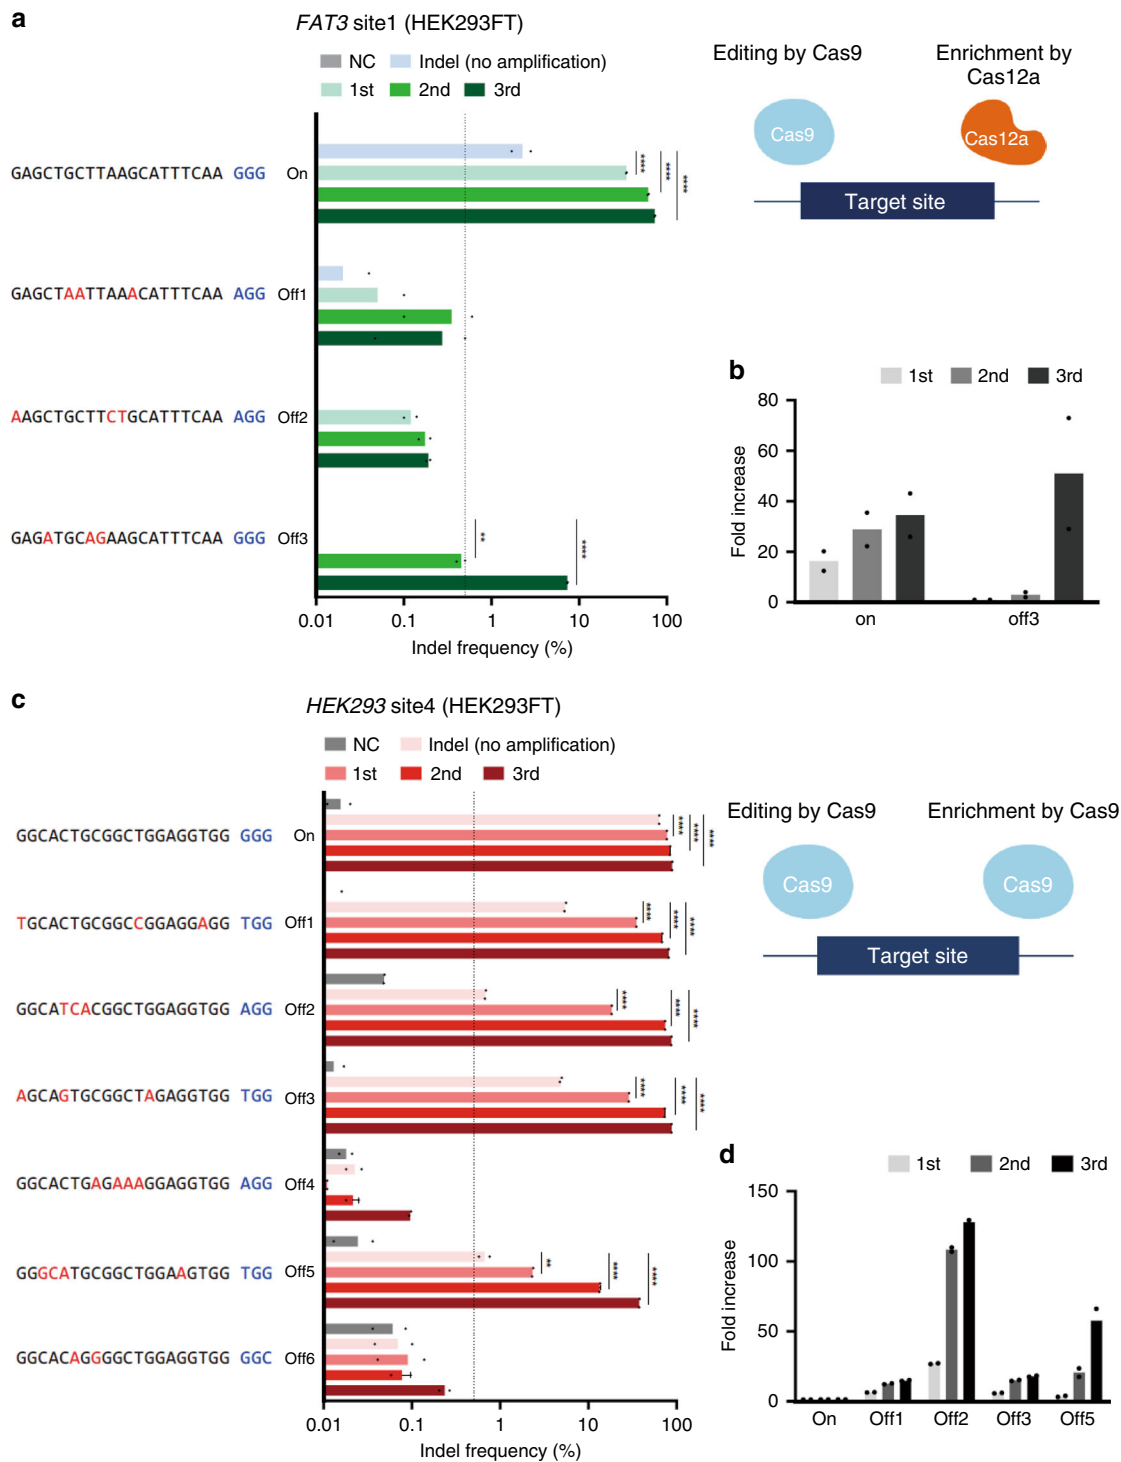 a
FAT3 site1 (HEK293FT)
NC Indel (no amplification)
1st 2nd 3rd
GAGCTGCTTAAGCATTTCAA GGG On
GAGCTAATTAAACATTTCAA AGG Off1
AAGCTGCTTCTGCATTTCAA AGG Off2
GAGATGCAGAAGCATTTCAA GGG Off3
****
****
****
**
****
0.01 0.1 1 10 100
Indel frequency (%)
Editing by Cas9
Enrichment by
Cas12a
Cas9
Cas12a
Target site
b
1st 2nd 3rd
Fold increase
80
60
40
20
0
on off3
c
HEK293 site4 (HEK293FT)
NC Indel (no amplification)
1st 2nd 3rd
GGCACTGCGGCTGGAGGTGG GGG On
TGCACTGCGGCCGGAGGAGG TGG Off1
GGCATCACGGCTGGAGGTGG AGG Off2
AGCAGTGCGGCTAGAGGTGG TGG Off3
GGCACTGAGAAAGGAGGTGG AGG Off4
GGGCATGCGGCTGGAAGTGG TGG Off5
GGCACAGGGGCTGGAGGTGG GGC Off6
****
****
****
****
****
****
****
****
****
****
****
****
**
****
****
0.01 0.1 1 10 100
Indel frequency (%)
Editing by Cas9
Enrichment by Cas9
Cas9
Cas9
Target site
d
1st 2nd 3rd
Fold increase
150
100
50
0
On Off1 Off2 Off3 Off5